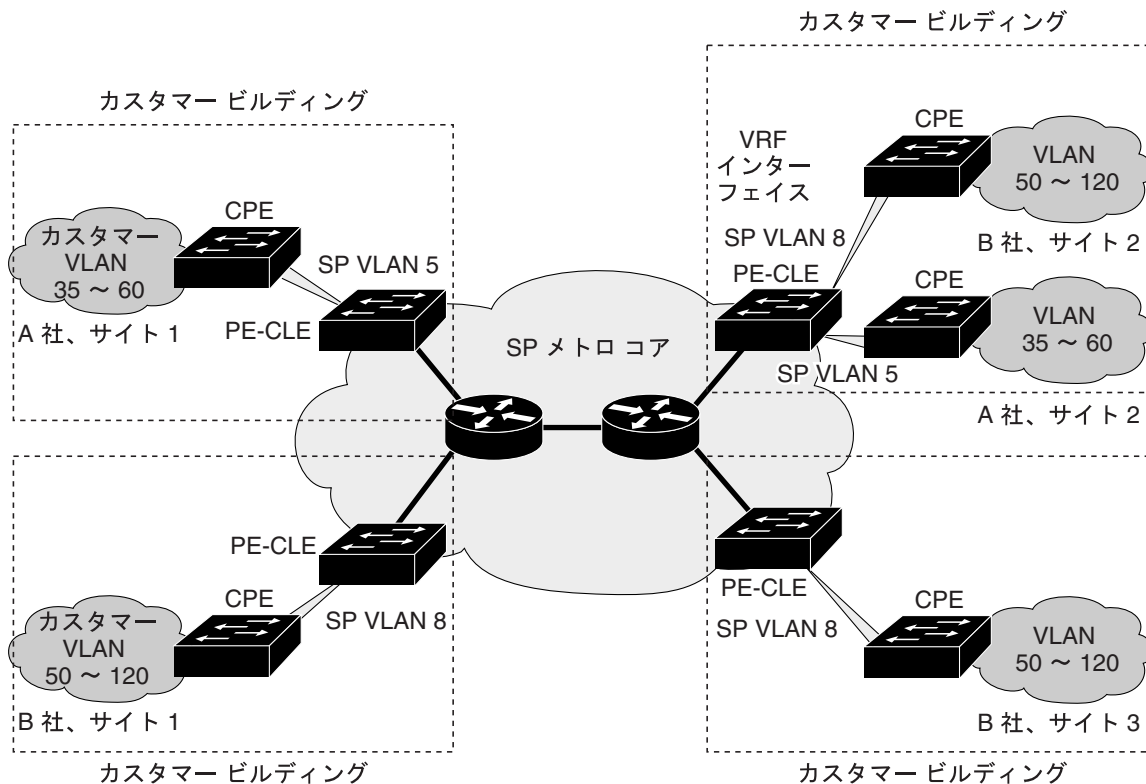 カスタマー ビルディング
カスタマー
VLAN
35 ～ 60
CPE
SP VLAN 5
PE-CLE
A 社、サイト 1
カスタマー ビルディング
VRF
インター
フェイス
CPE
VLAN
50 ～ 120
SP VLAN 8
B 社、サイト 2
PE-CLE
CPE
VLAN
35 ～ 60
SP VLAN 5
A 社、サイト 2
SP メトロ コア
PE-CLE
CPE
SP VLAN 8
カスタマー
VLAN
50 ～ 120
B 社、サイト 1
カスタマー ビルディング
PE-CLE
SP VLAN 8
CPE
VLAN
50 ～ 120
B 社、サイト 3
カスタマー ビルディング